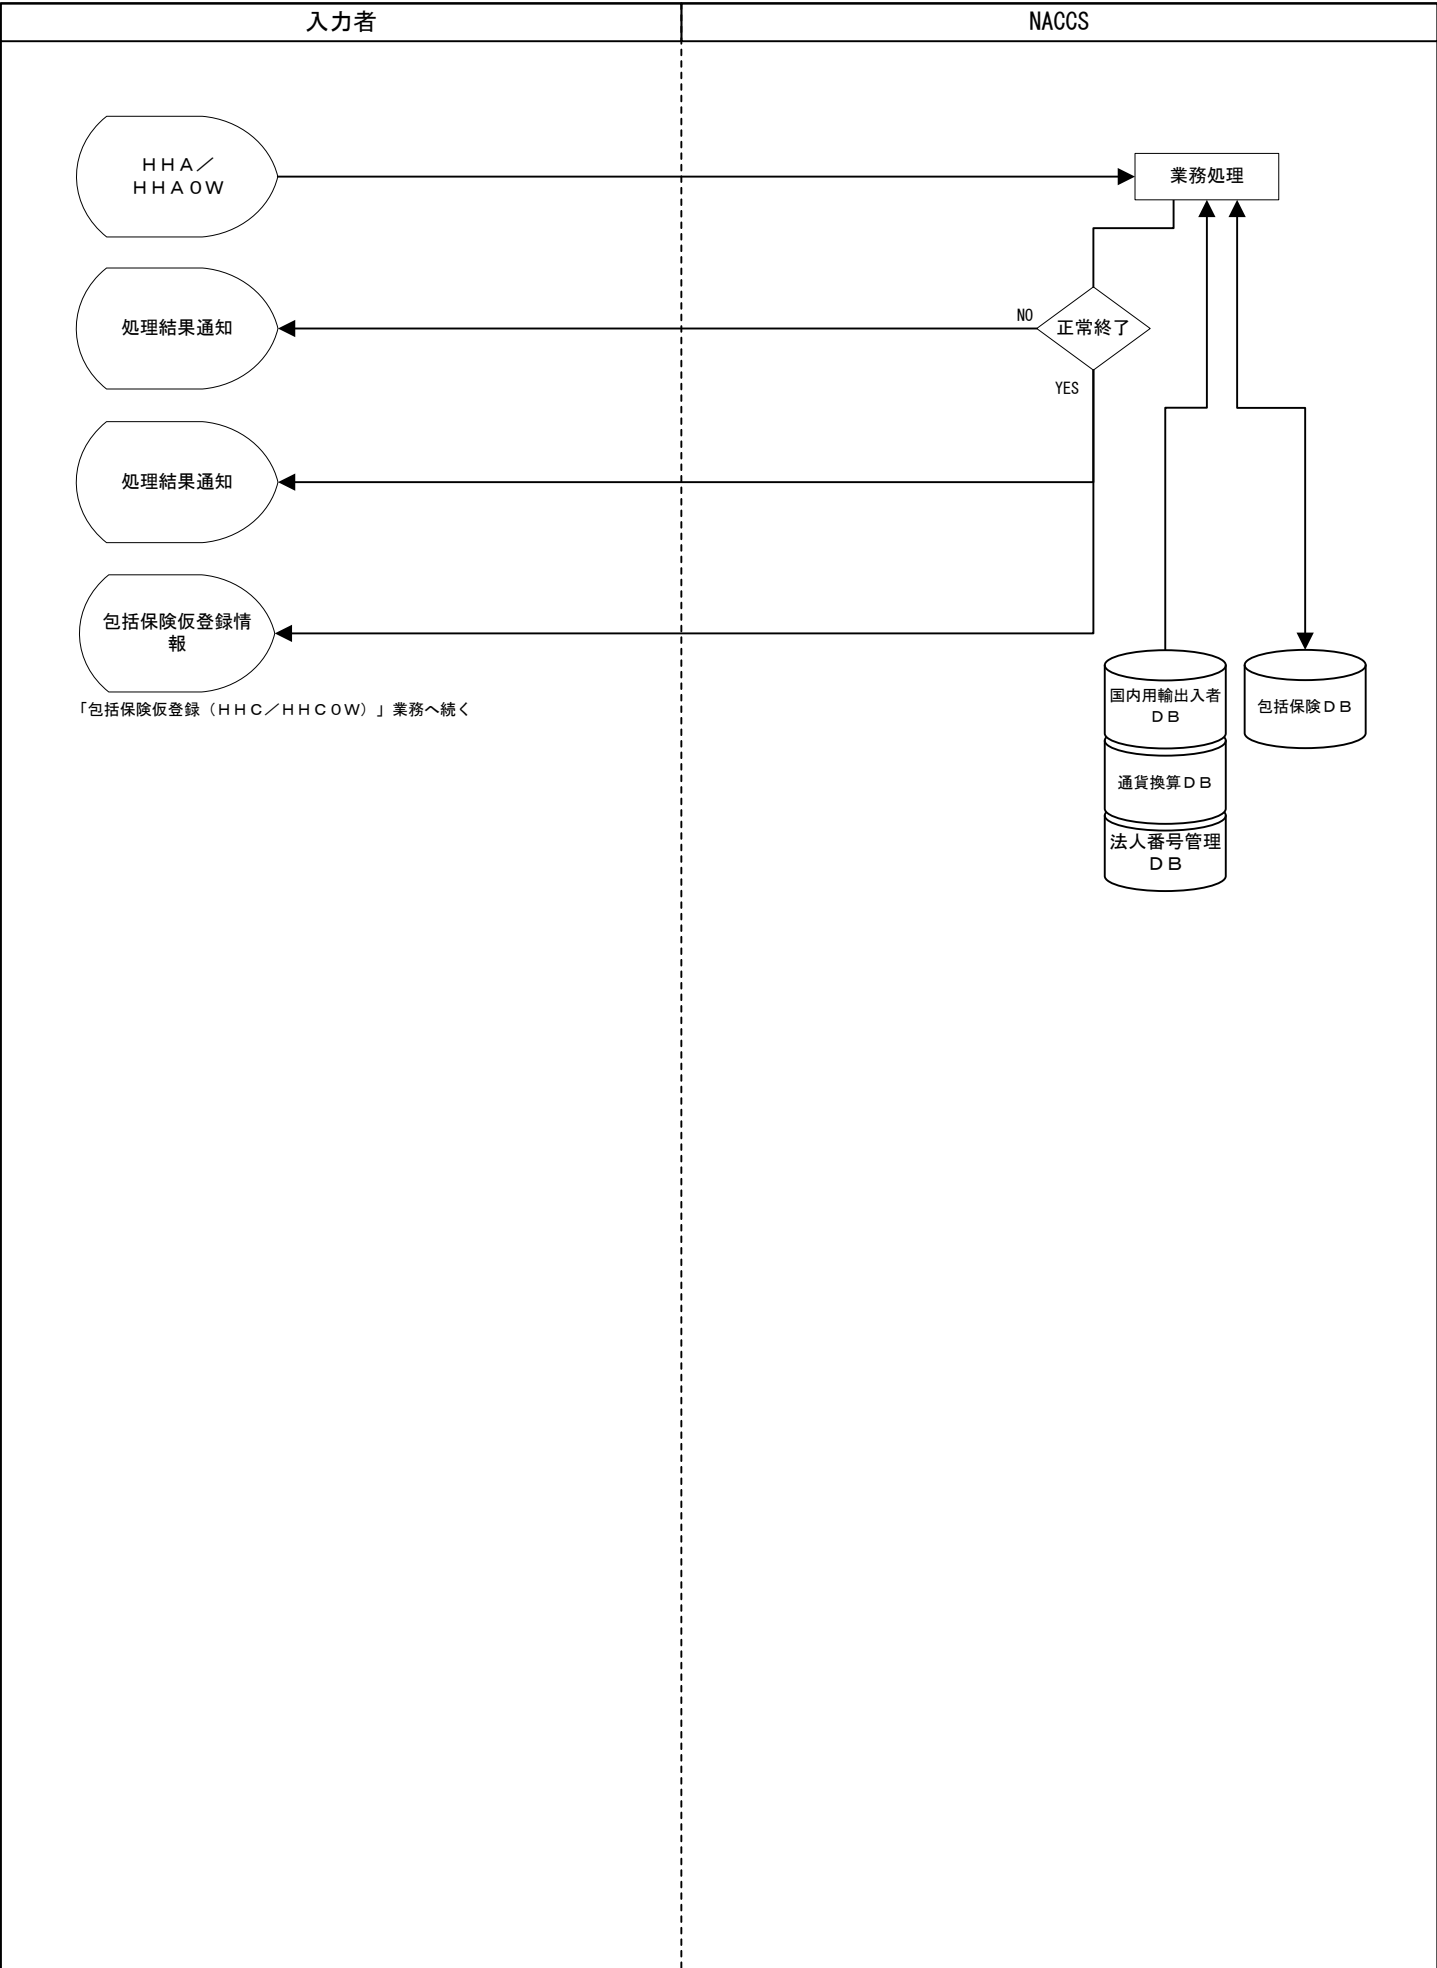 入力者
NACCS
ＨＨＡ／
ＨＨＡ０Ｗ
業務処理
処理結果通知
NO
正常終了
YES
処理結果通知
包括保険仮登録情
報
「包括保険仮登録（ＨＨＣ／ＨＨＣ０Ｗ）」業務へ続く
国内用輸出入者
ＤＢ
包括保険ＤＢ
通貨換算ＤＢ
法人番号管理
ＤＢ